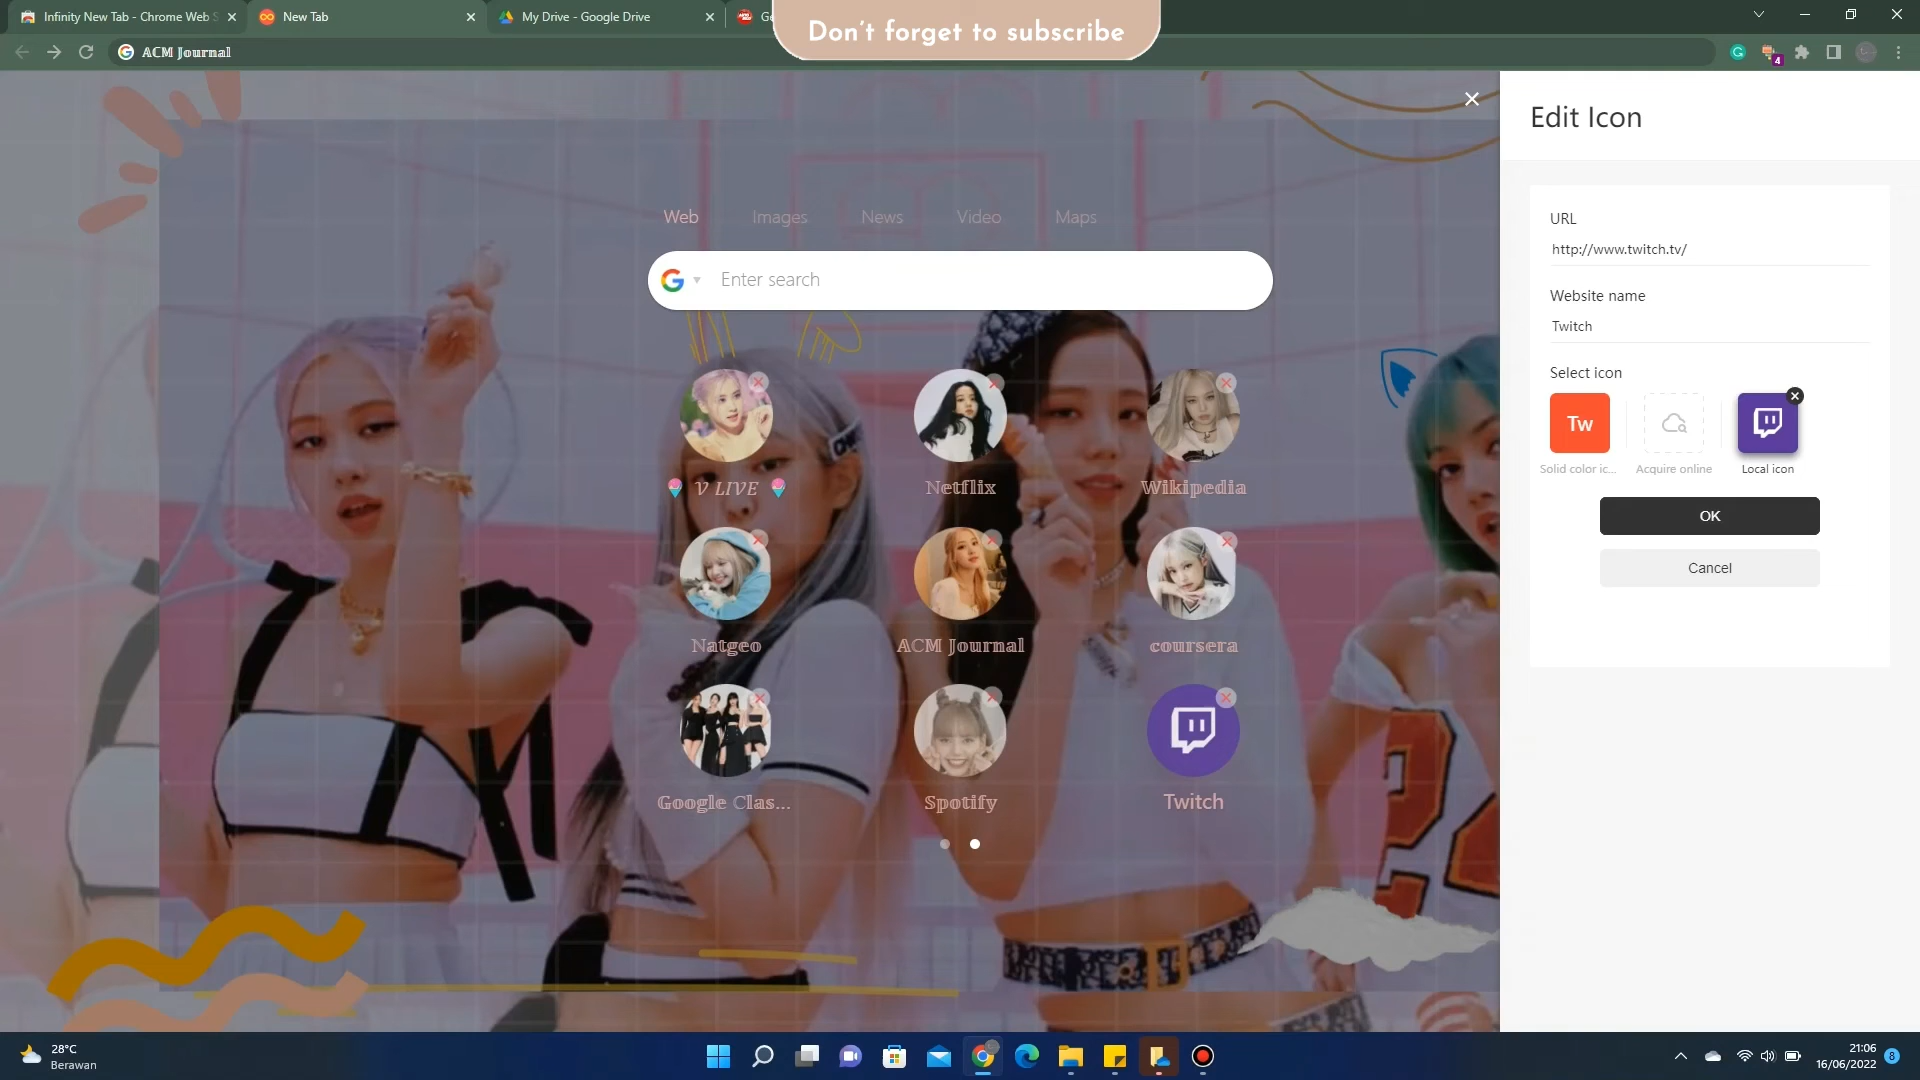 Infinity New Tab - Chrome Web S
New Tab
My Drive - Google Drive
Ge
Don't forget to subscribe
𝔸ℂ𝕄 𝕁𝕠𝕦𝕣𝕟𝕒𝕝
4
Edit Icon
Web
Images
News
Video
Maps
Enter search
URL
http://www.twitch.tv/
Website name
Twitch
Select icon
Tw
Solid color ic...
Acquire online
Local icon
OK
Cancel
𝑉 𝐿𝐼𝑉𝐸
ℕ𝕖𝕥𝕗𝕝𝕚𝕩
𝕎𝕚𝕜𝕚𝕡𝕖𝕕𝕚𝕒
ℕ𝕒𝕥𝕘𝕖𝕠
𝔸ℂ𝕄 𝕁𝕠𝕦𝕣𝕟𝕒𝕝
𝕔𝕠𝕦𝕣𝕤𝕖𝕣𝕒
𝔾𝕠𝕠𝕘𝕝𝕖 ℂ𝕝𝕒𝕤...
𝕊𝕡𝕠𝕥𝕚𝕗𝕪
Twitch
28°C
Berawan
21:06
16/06/2022
8